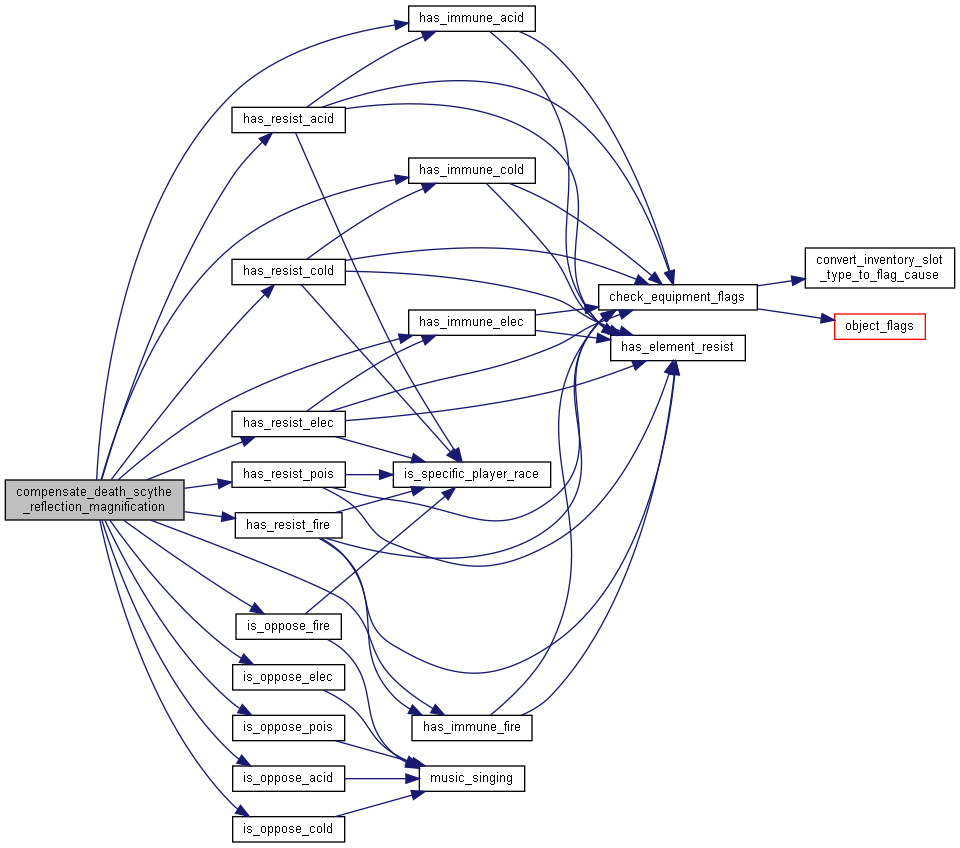 has_immune_acid
has_resist_acid
has_immune_cold
has_resist_cold
convert_inventory_slot
_type_to_flag_cause
check_equipment_flags
object_flags
has_immune_elec
has_element_resist
has_resist_elec
has_resist_pois
is_specific_player_race
compensate_death_scythe
_reflection_magnification
has_resist_fire
is_oppose_fire
is_oppose_elec
is_oppose_pois
has_immune_fire
is_oppose_acid
music_singing
is_oppose_cold